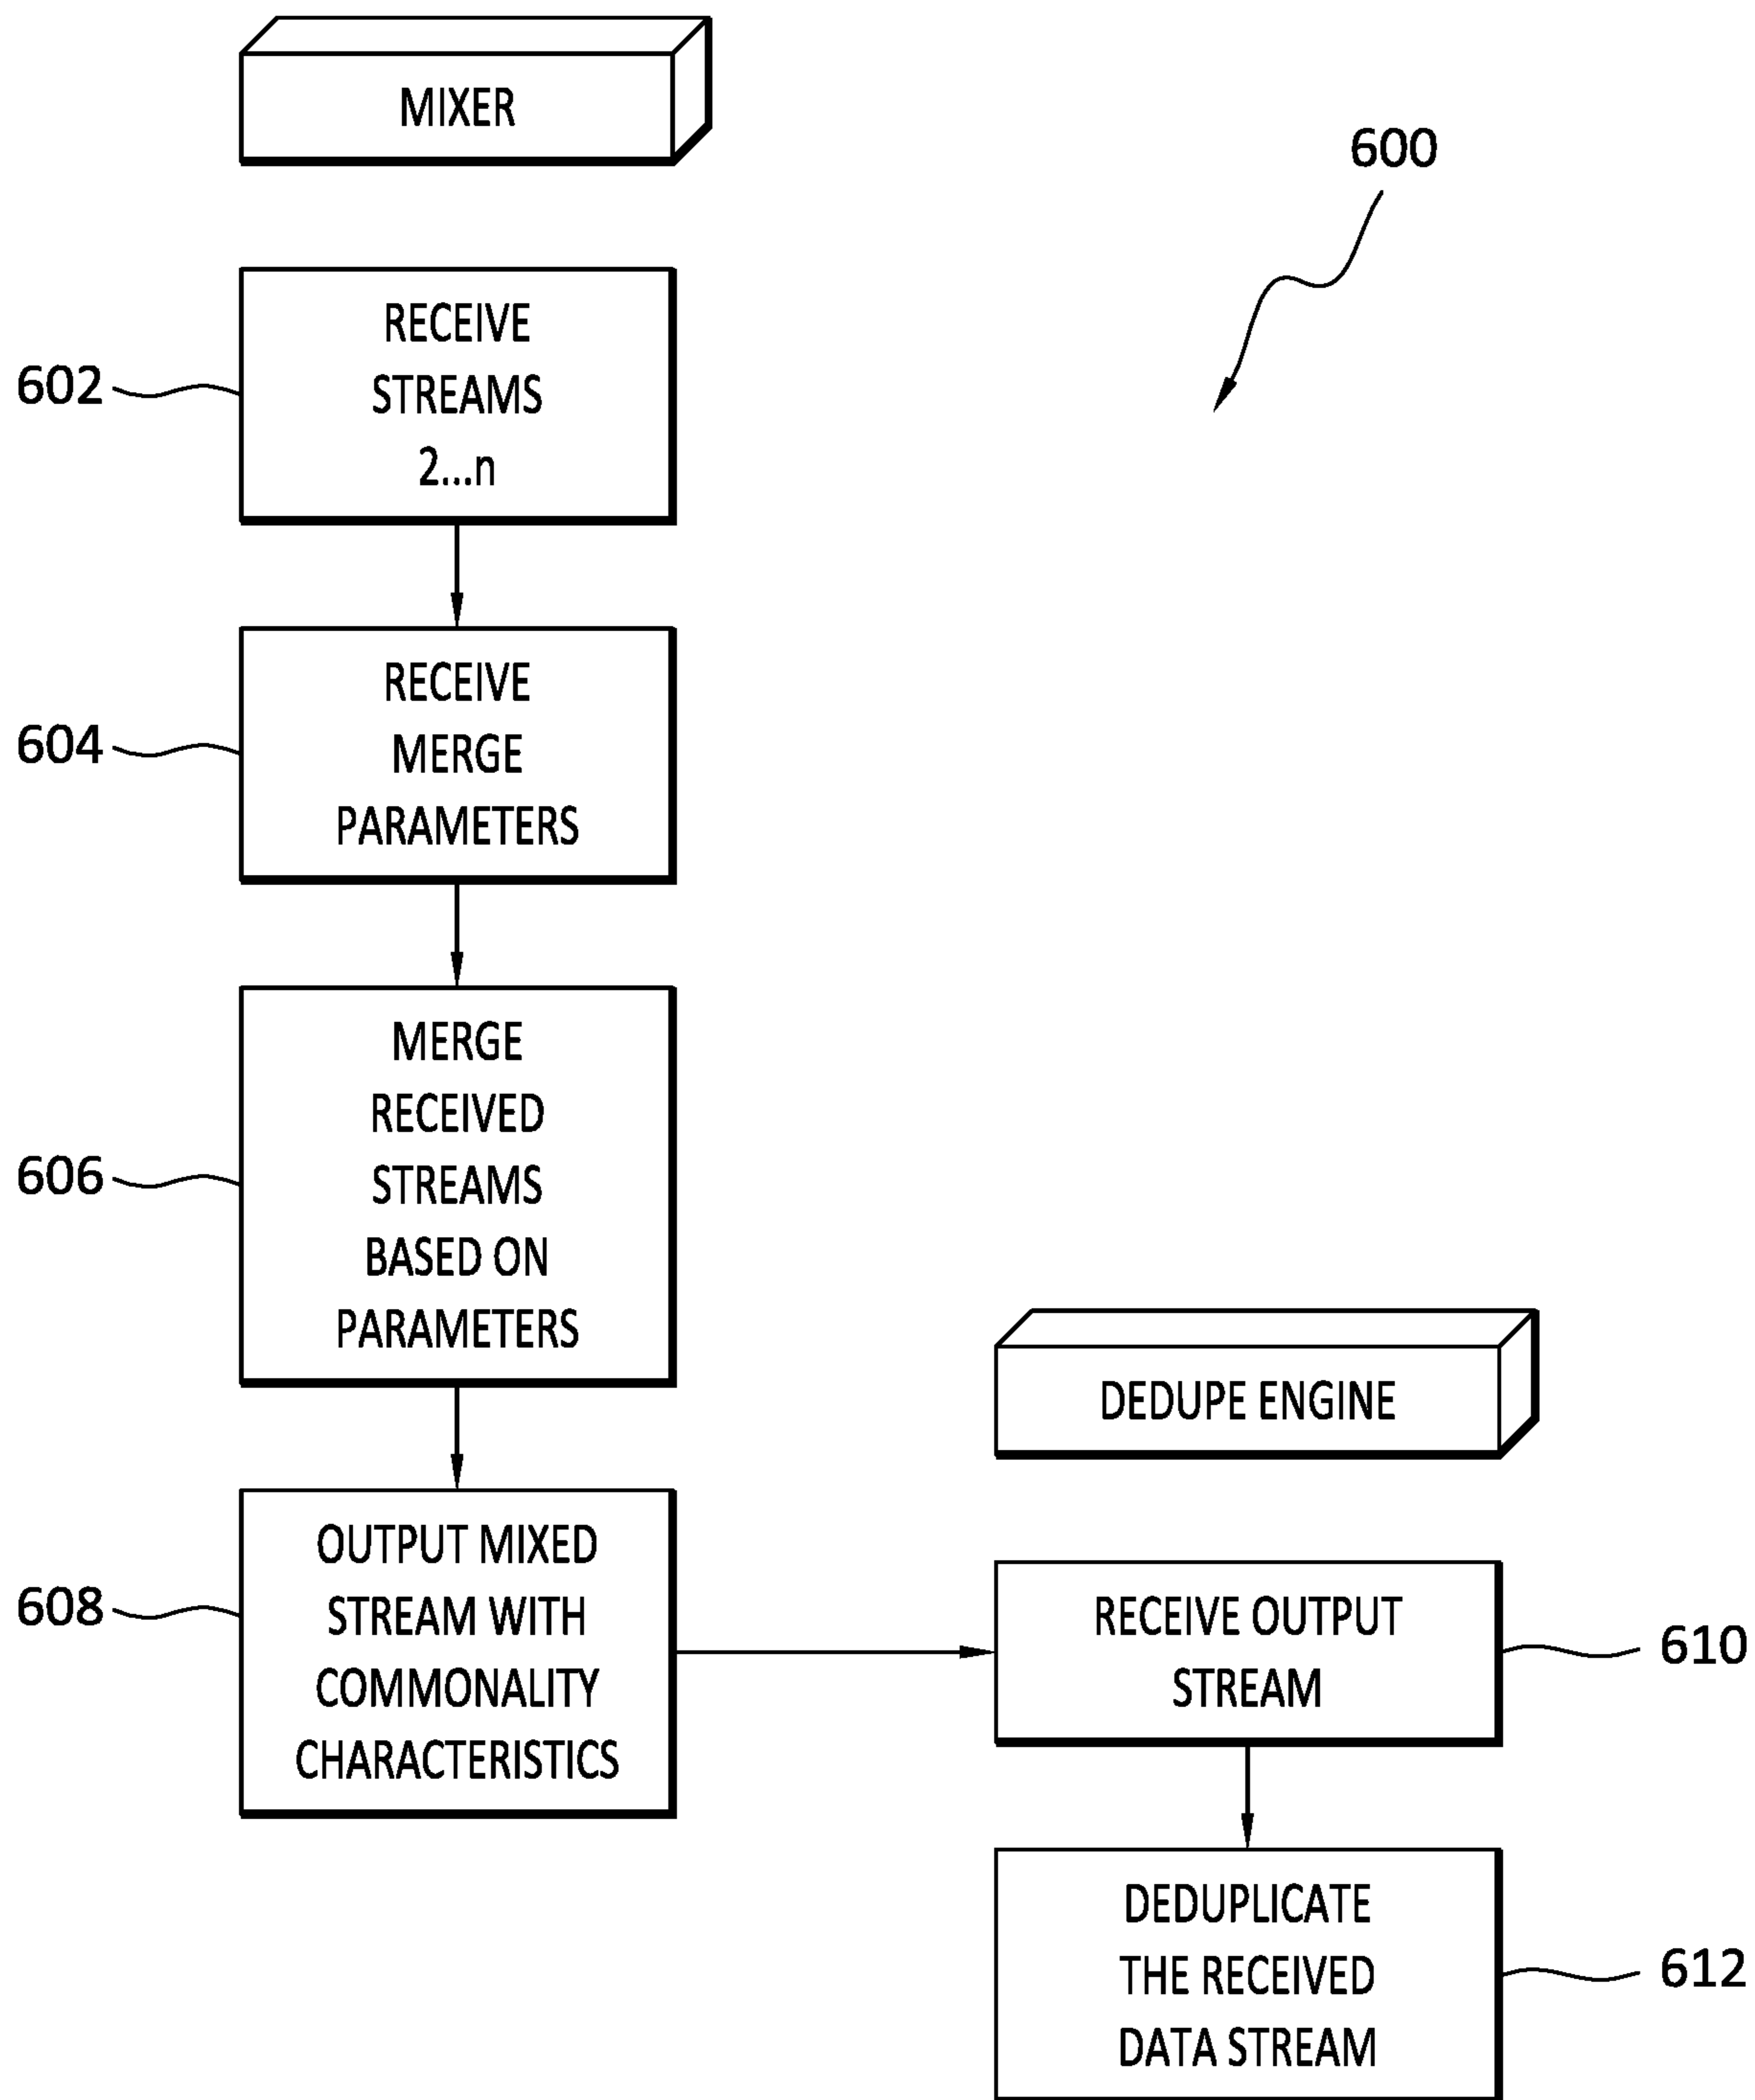 MIXER
600
602
RECEIVE
STREAMS
2...n
604
RECEIVE
MERGE
PARAMETERS
606
MERGE
RECEIVED
STREAMS
BASED ON
PARAMETERS
608
OUTPUT MIXED
STREAM WITH
COMMONALITY
CHARACTERISTICS
DEDUPE ENGINE
RECEIVE OUTPUT
STREAM
610
DEDUPLICATE
THE RECEIVED
DATA STREAM
612